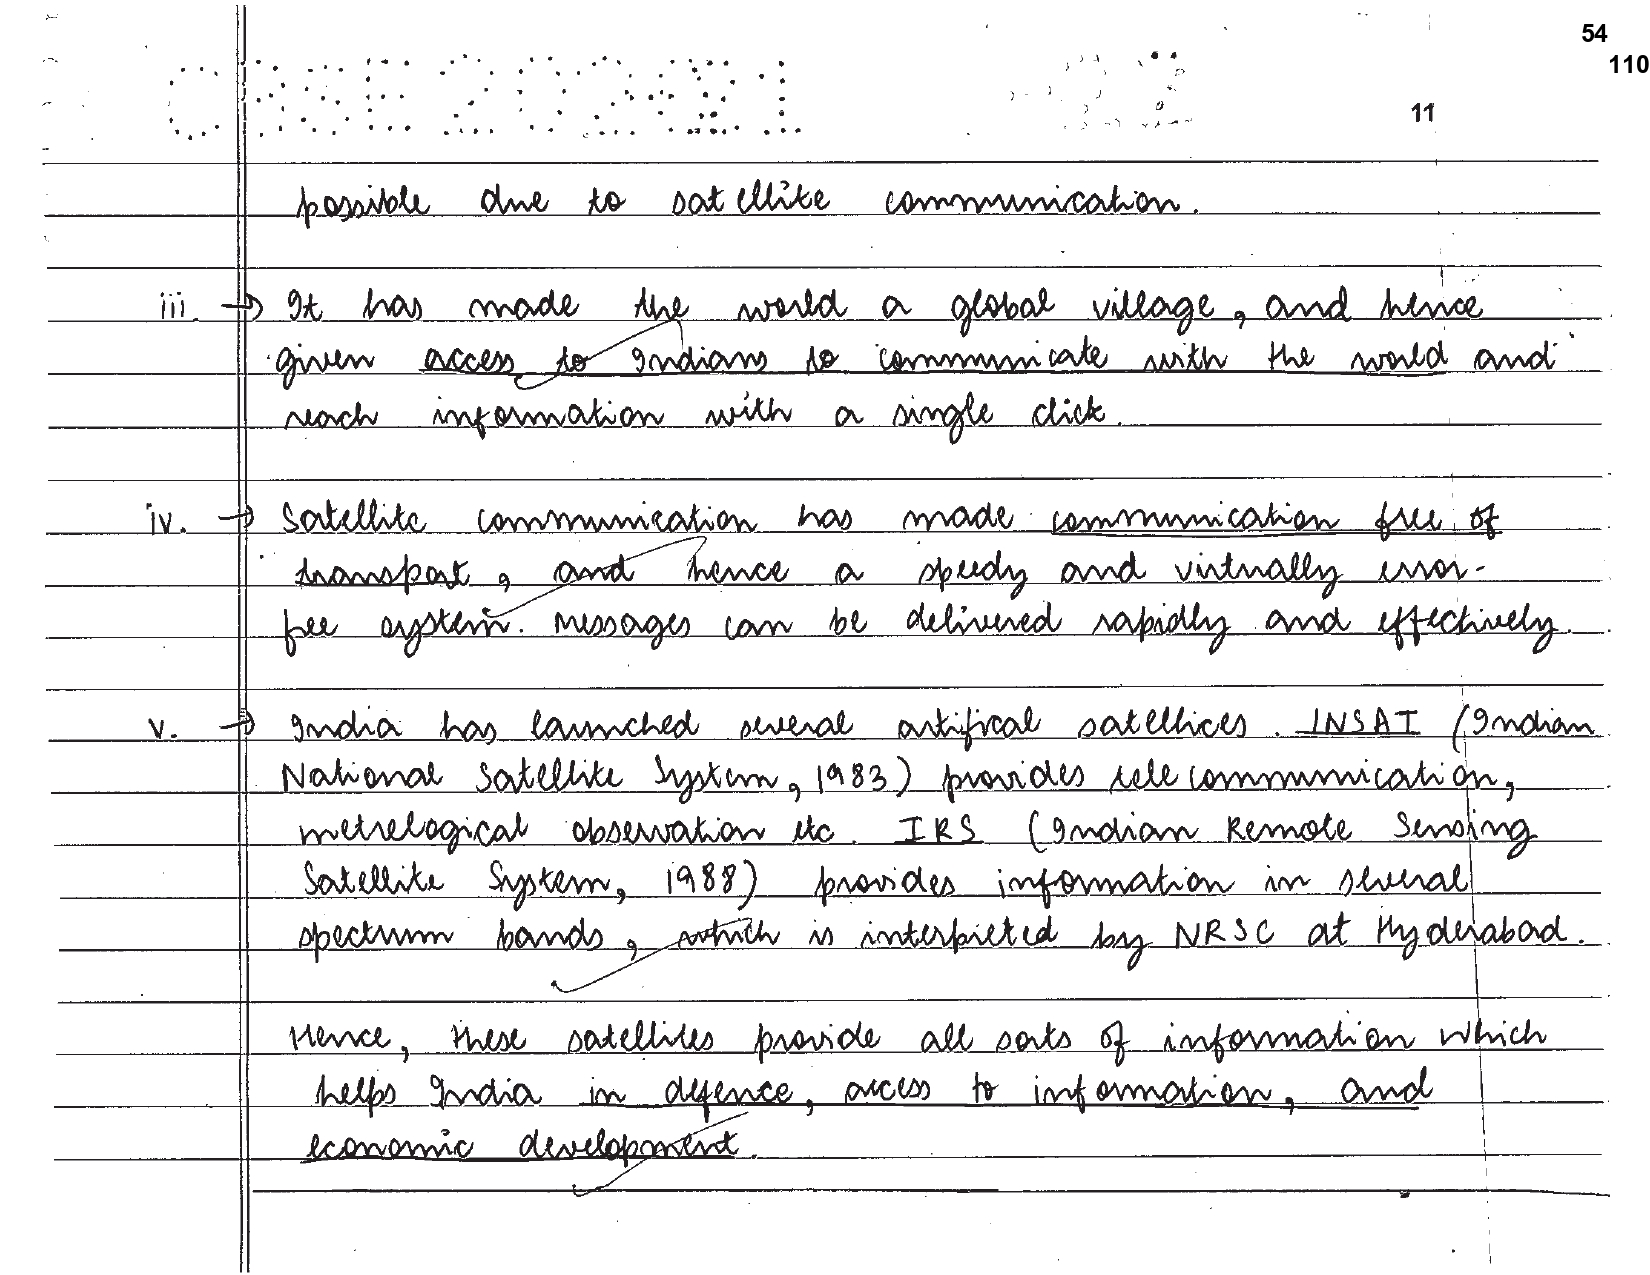 54
110
11
possible due to satellite communication.
iii. → It has made the world a global village, and hence
given access to Indians to communicate with the world and
reach information with a single click.
iv. → Satellite communication has made communication free of
transport, and hence a speedy and virtually error-
free system. Messages can be delivered rapidly and effectively.
v. → India has launched several artifical satellices. INSAT (Indian
National Satellite System, 1983) provides telecommunication,
metrelogical observation etc. IRS (Indian Remote Sensing
Satellite System, 1988) provides information in several
spectrum bands, which is interpreted by NRSC at Hyderabad.
Hence, these satellites provide all sorts of information which
helps India in defence, access to information, and
economic development.